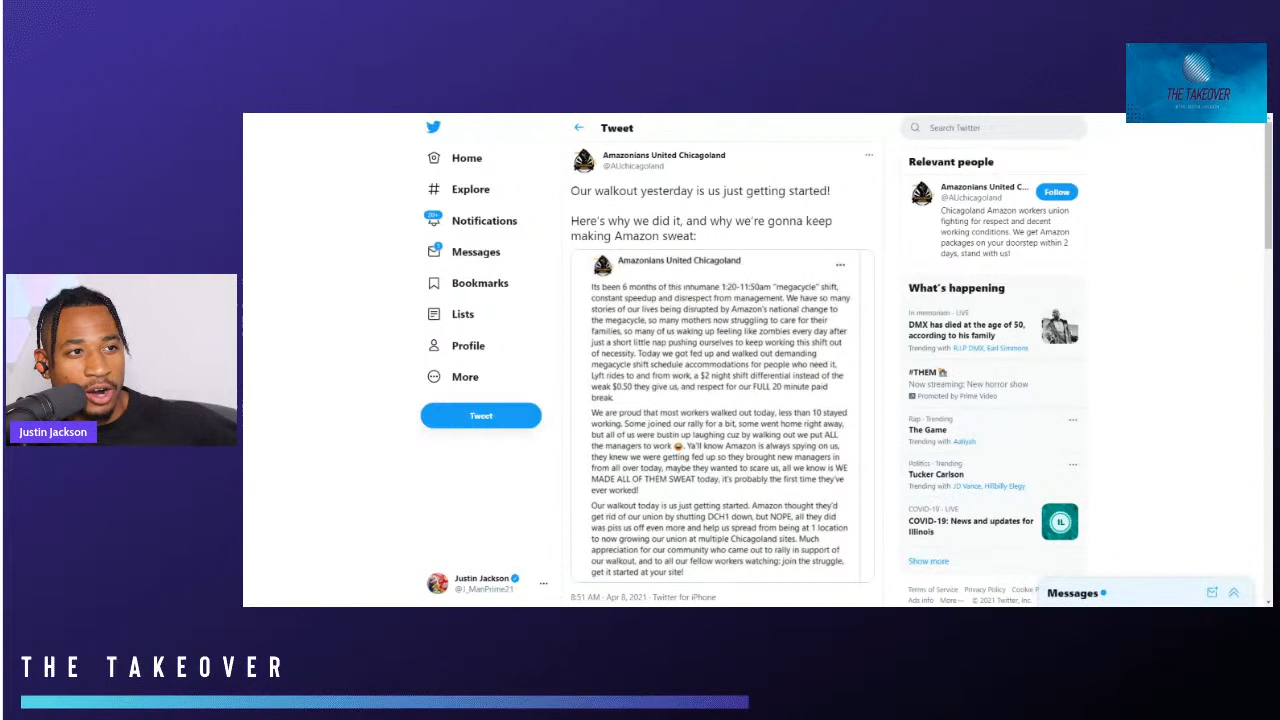 THE TAKEOVER
Home
Explore
20+
Notifications
1
Messages
Bookmarks
Lists
Profile
More
Tweet
Justin Jackson
@J_ManPrime21
Tweet
Amazonians United Chicagoland
@AUchicagoland
Our walkout yesterday is us just getting started!
Here's why we did it, and why we're gonna keep
making Amazon sweat:
Amazonians United Chicagoland
Its been 6 months of this inhumane 1:20-11:50am "megacycle" shift,
constant speedup and disrespect from management. We have so many
stories of our lives being disrupted by Amazon's national change to
the megacycle, so many mothers now struggling to care for their
families, so many of us waking up feeling like zombies every day after
just a short little nap pushing ourselves to keep working this shift out
of necessity. Today we got fed up and walked out demanding
megacycle shift schedule accommodations for people who need it,
Lyft rides to and from work, a $2 night shift differential instead of the
weak $0.50 they give us, and respect for our FULL 20 minute paid
break.
We are proud that most workers walked out today, less than 10 stayed
working. Some joined our rally for a bit, some went home right away,
but all of us were bustin up laughing cuz by walking out we put ALL
the managers to work 😂. Ya'll know Amazon is always spying on us,
they knew we were getting fed up so they brought new managers in
from all over today, maybe they wanted to scare us, all we know is WE
MADE ALL OF THEM SWEAT today, it's probably the first time they've
ever worked!
Our walkout today is us just getting started. Amazon thought they'd
get rid of our union by shutting DCH1 down, but NOPE, all they did
was piss us off even more and help us spread from being at 1 location
to now growing our union at multiple Chicagoland sites. Much
appreciation for our community who came out to rally in support of
our walkout, and to all our fellow workers watching: join the struggle,
get it started at your site!
8:51 AM · Apr 8, 2021 · Twitter for iPhone
Search Twitter
Relevant people
Amazonians United C...
@AUchicagoland
Follow
Chicagoland Amazon workers union
fighting for respect and decent
working conditions. We get Amazon
packages on your doorstep within 2
days, stand with us!
What's happening
In memoriam · LIVE
DMX has died at the age of 50,
according to his family
Trending with R.I.P DMX, Earl Simmons
#THEM
Now streaming: New horror show
Promoted by Prime Video
Rap · Trending
The Game
Trending with Aaliyah
Politics · Trending
Tucker Carlson
Trending with JD Vance, Hillbilly Elegy
COVID-19 · LIVE
COVID-19: News and updates for
Illinois
IL
Show more
Terms of Service Privacy Policy Cookie P
Ads info More © 2021 Twitter, Inc.
Messages
Justin Jackson
THE TAKEOVER